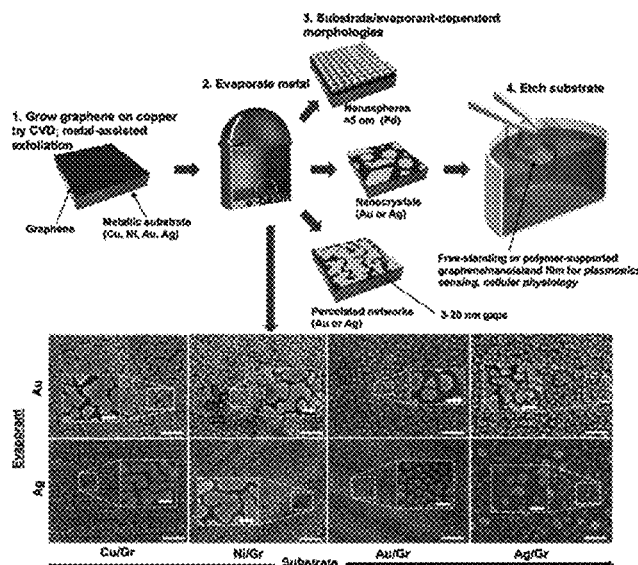 3. Substrate/evaporant-dependent
morphologies
2. Evaporate metal
4. Etch substrate
1. Grow graphene on copper
by CVD; metal-assisted
exfoliation
Nanospheres
(Pd)
Graphene
Metallic substrate
(Cu, Ni, Au, Ag)
Nanocrystals
(Au or Ag)
Free-standing or polymer-supported
graphene/nanoisland film for plasmonics
sensing, cellular physiology
Percolated networks
(Au or Ag)
3-20 nm gaps
Evaporant
Au
Ag
Cu/Gr
Ni/Gr
Au/Gr
Ag/Gr
Substrate